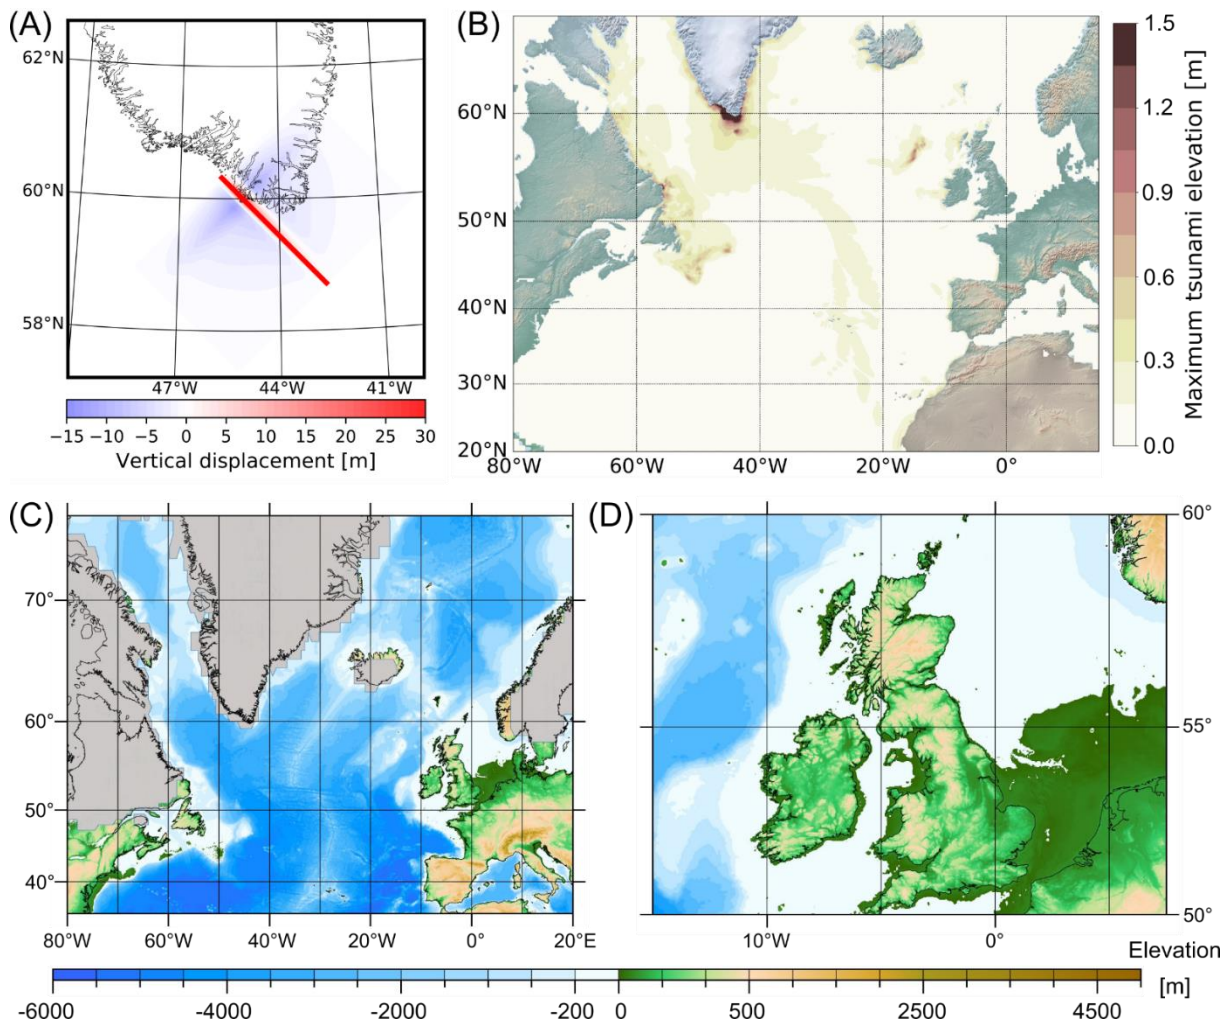 (A)
62°N
60°N
58°N
47°W 44°W 41°W
−15 −10 −5 0 5 10 15 20 25 30
Vertical displacement [m]
(B)
60°N
50°N
40°N
30°N
20°N
80°W 60°W 40°W 20°W 0°
1.5
1.2
0.9
0.6
0.3
0.0
Maximum tsunami elevation [m]
(C)
70°
60°
50°
40°
80°W 60°W 40°W 20°W 0° 20°E
(D)
60°
55°
50°
10°W 0°
Elevation
[m]
-6000 -4000 -2000 -200 0 500 2500 4500